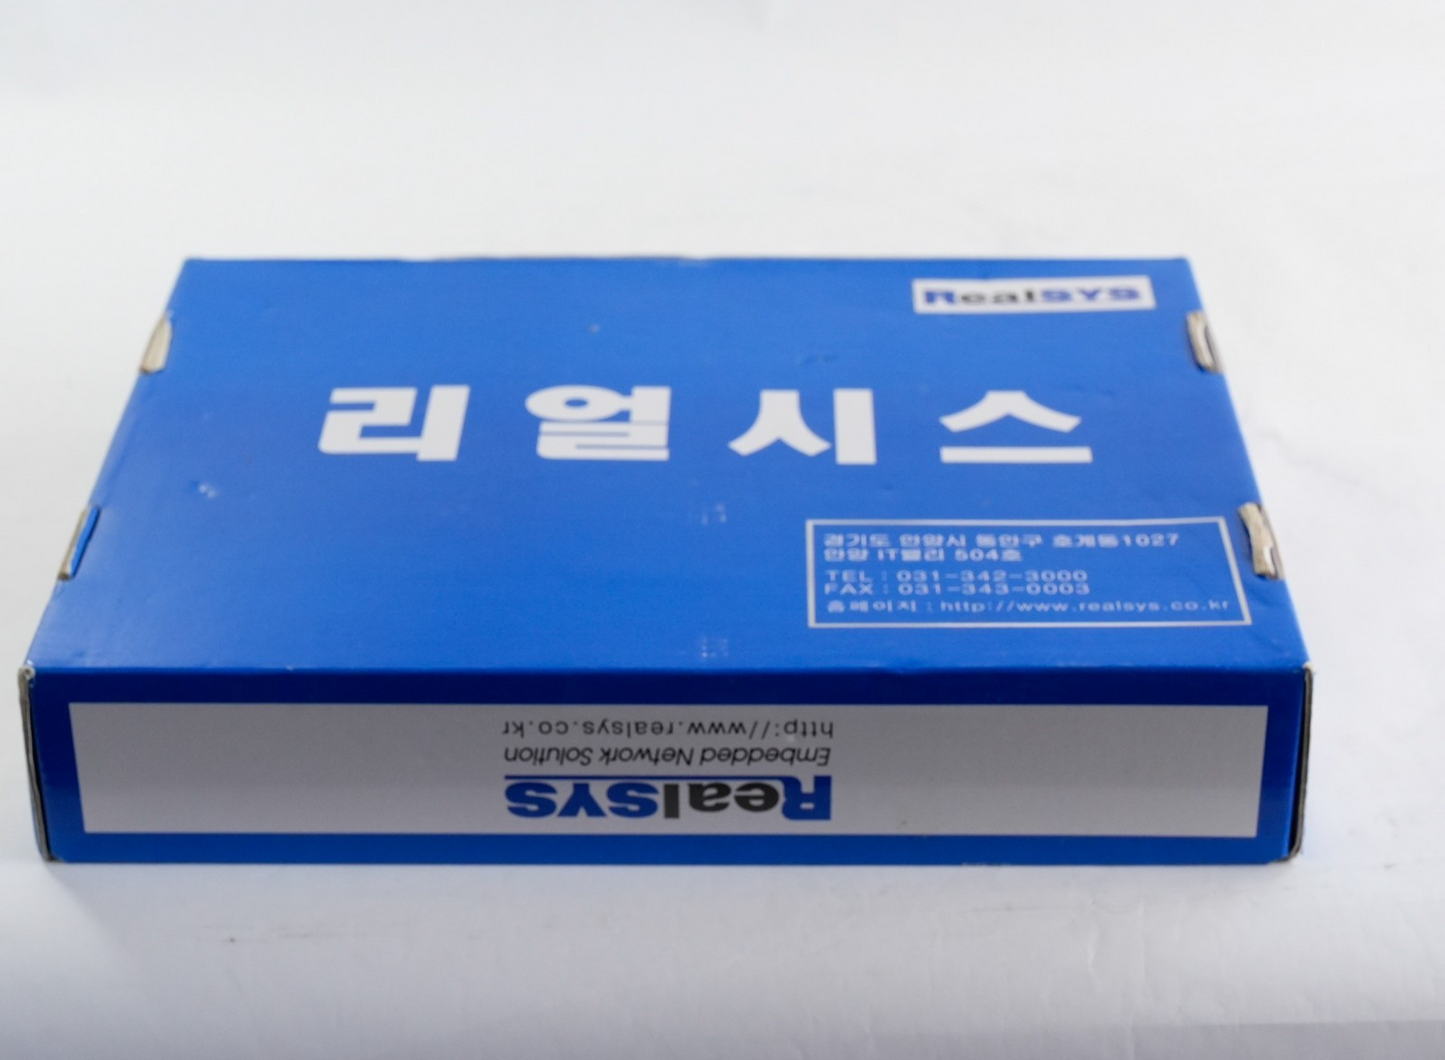 RealSYS
리얼시스
경기도 안양시 동안구 호계동1027
안양 IT밸리 504호
TEL : 031-342-3000
FAX : 031-343-0003
홈페이지 : http://www.realsys.co.kr
RealSYS
Embedded Network Solution
http://www.realsys.co.kr